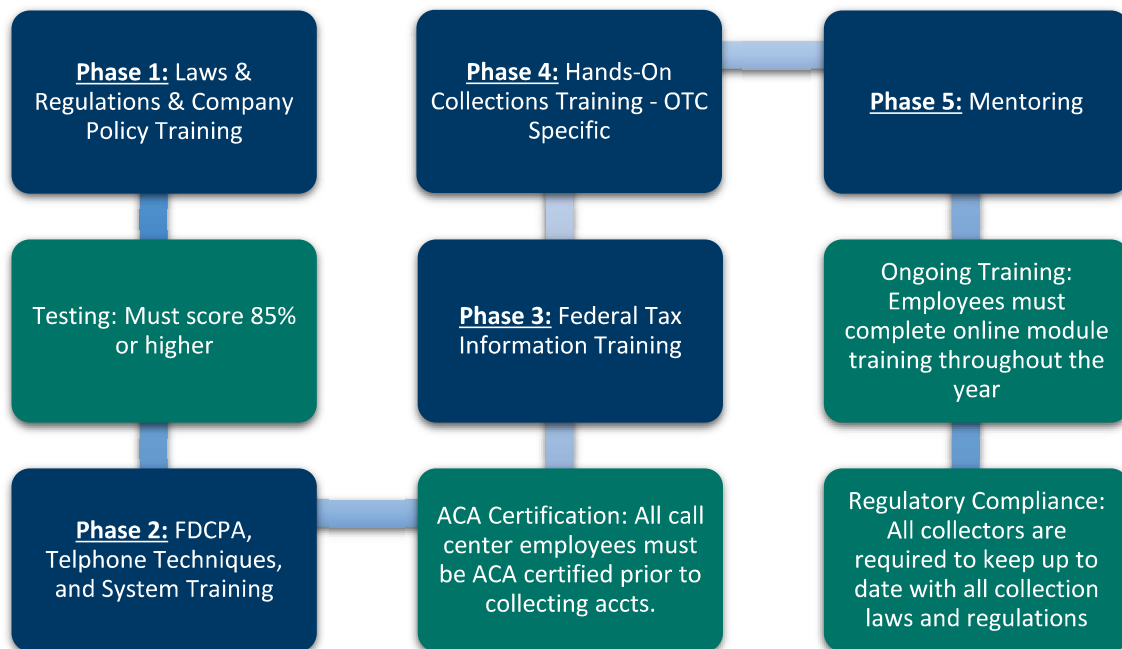 Phase 1: Laws &
Regulations & Company
Policy Training
Testing: Must score 85%
or higher
Phase 2: FDCPA,
Telphone Techniques,
and System Training
ACA Certification: All call
center employees must
be ACA certified prior to
collecting accts.
Phase 3: Federal Tax
Information Training
Phase 4: Hands-On
Collections Training - OTC
Specific
Phase 5: Mentoring
Ongoing Training:
Employees must
complete online module
training throughout the
year
Regulatory Compliance:
All collectors are
required to keep up to
date with all collection
laws and regulations